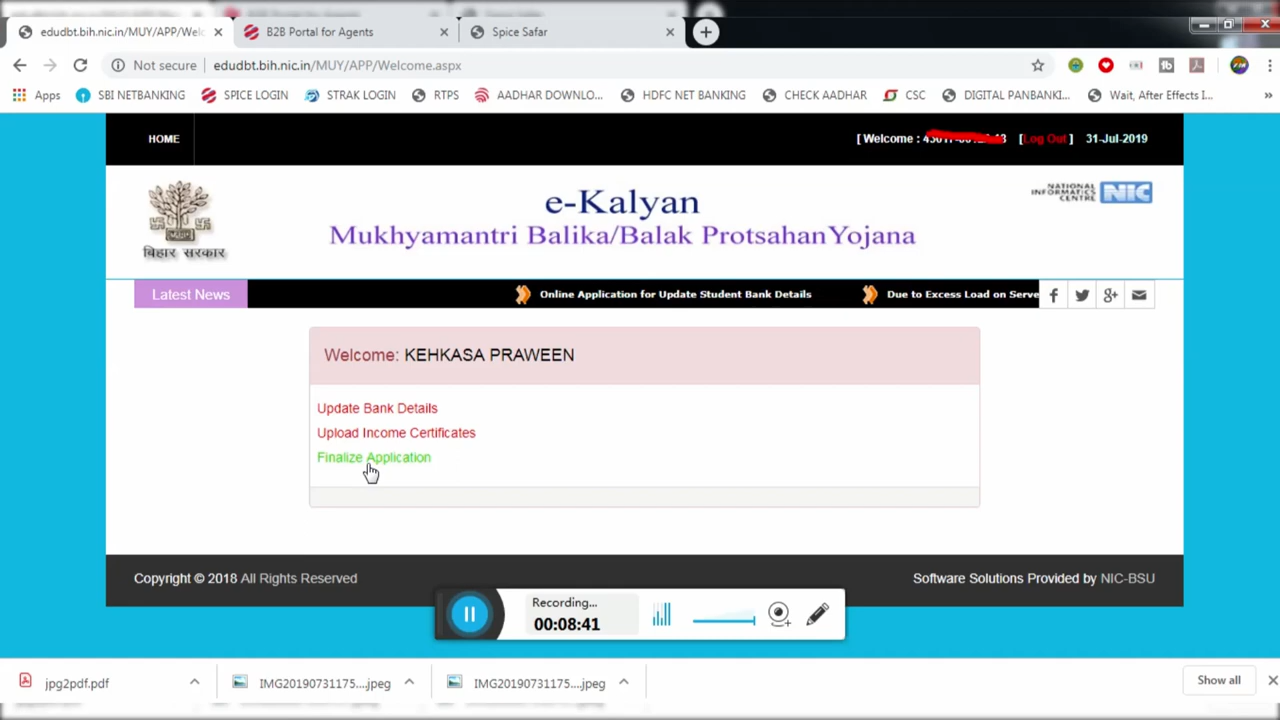 edudbt.bih.nic.in/MUY/APP/Welc
B2B Portal for Agents
Spice Safar
Not secure
edudbt.bih.nic.in/MUY/APP/Welcome.aspx
Apps
SBI NETBANKING
SPICE LOGIN
STRAK LOGIN
RTPS
AADHAR DOWNLO...
HDFC NET BANKING
CHECK AADHAR
CSC
DIGITAL PANBANKI...
Wait, After Effects I...
»
HOME
[ Welcome :
[Log Out]
31-Jul-2019
बिहार सरकार
e-Kalyan
Mukhyamantri Balika/Balak ProtsahanYojana
NATIONAL
INFORMATICS
CENTRE
NIC
Latest News
Online Application for Update Student Bank Details
Due to Excess Load on Serve
Welcome: KEHKASA PRAWEEN
Update Bank Details
Upload Income Certificates
Finalize Application
Copyright © 2018 All Rights Reserved
Software Solutions Provided by NIC-BSU
Recording...
00:08:41
jpg2pdf.pdf
IMG20190731175....jpeg
IMG20190731175....jpeg
Show all